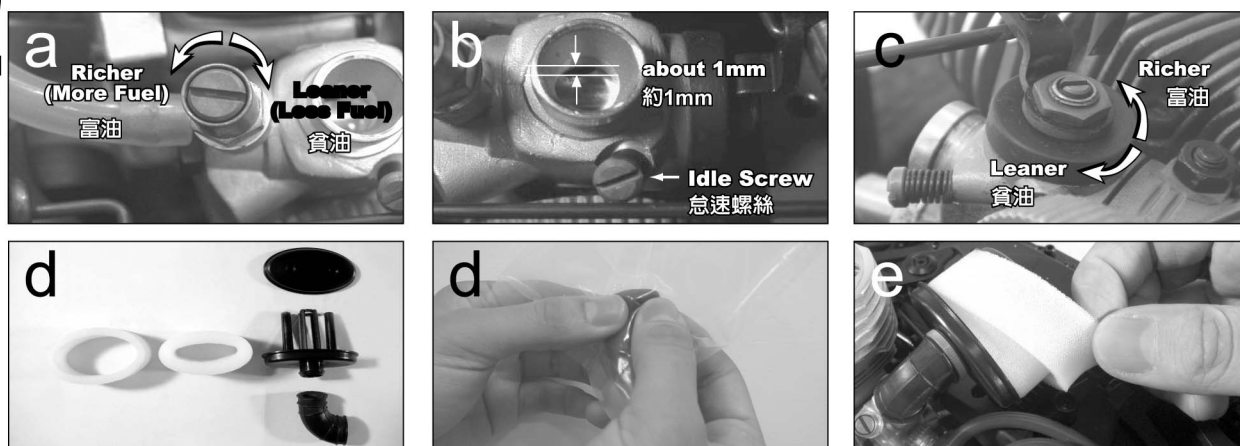 a
Richer
(More Fuel)
富油
Leaner
(Less Fuel)
貧油
b
about 1mm
約1mm
Idle Screw
怠速螺絲
c
Richer
富油
Leaner
貧油
d
d
e